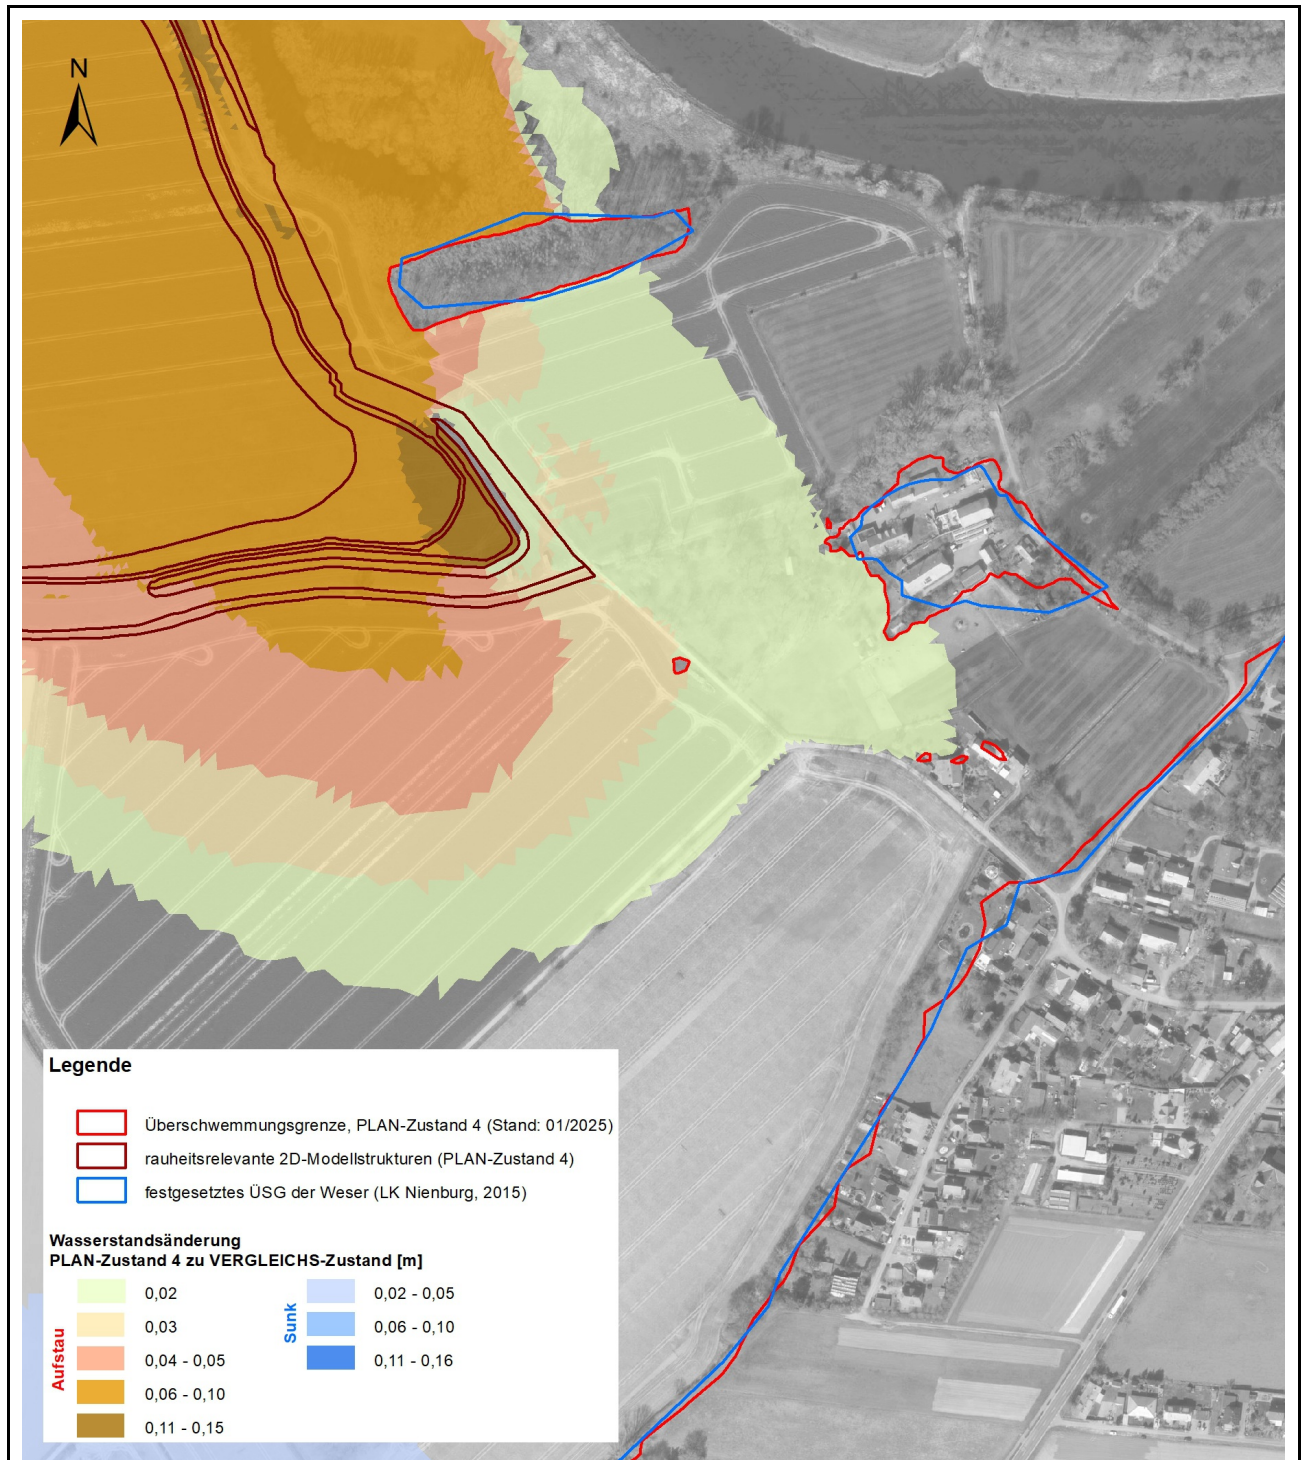 N
Legende
Überschwemmungsgrenze, PLAN-Zustand 4 (Stand: 01/2025)
rauheitsrelevante 2D-Modellstrukturen (PLAN-Zustand 4)
festgesetztes ÜSG der Weser (LK Nienburg, 2015)
Wasserstandsänderung
PLAN-Zustand 4 zu VERGLEICHS-Zustand [m]
Aufstau
0,02
0,03
0,04 - 0,05
0,06 - 0,10
0,11 - 0,15
Sunk
0,02 - 0,05
0,06 - 0,10
0,11 - 0,16